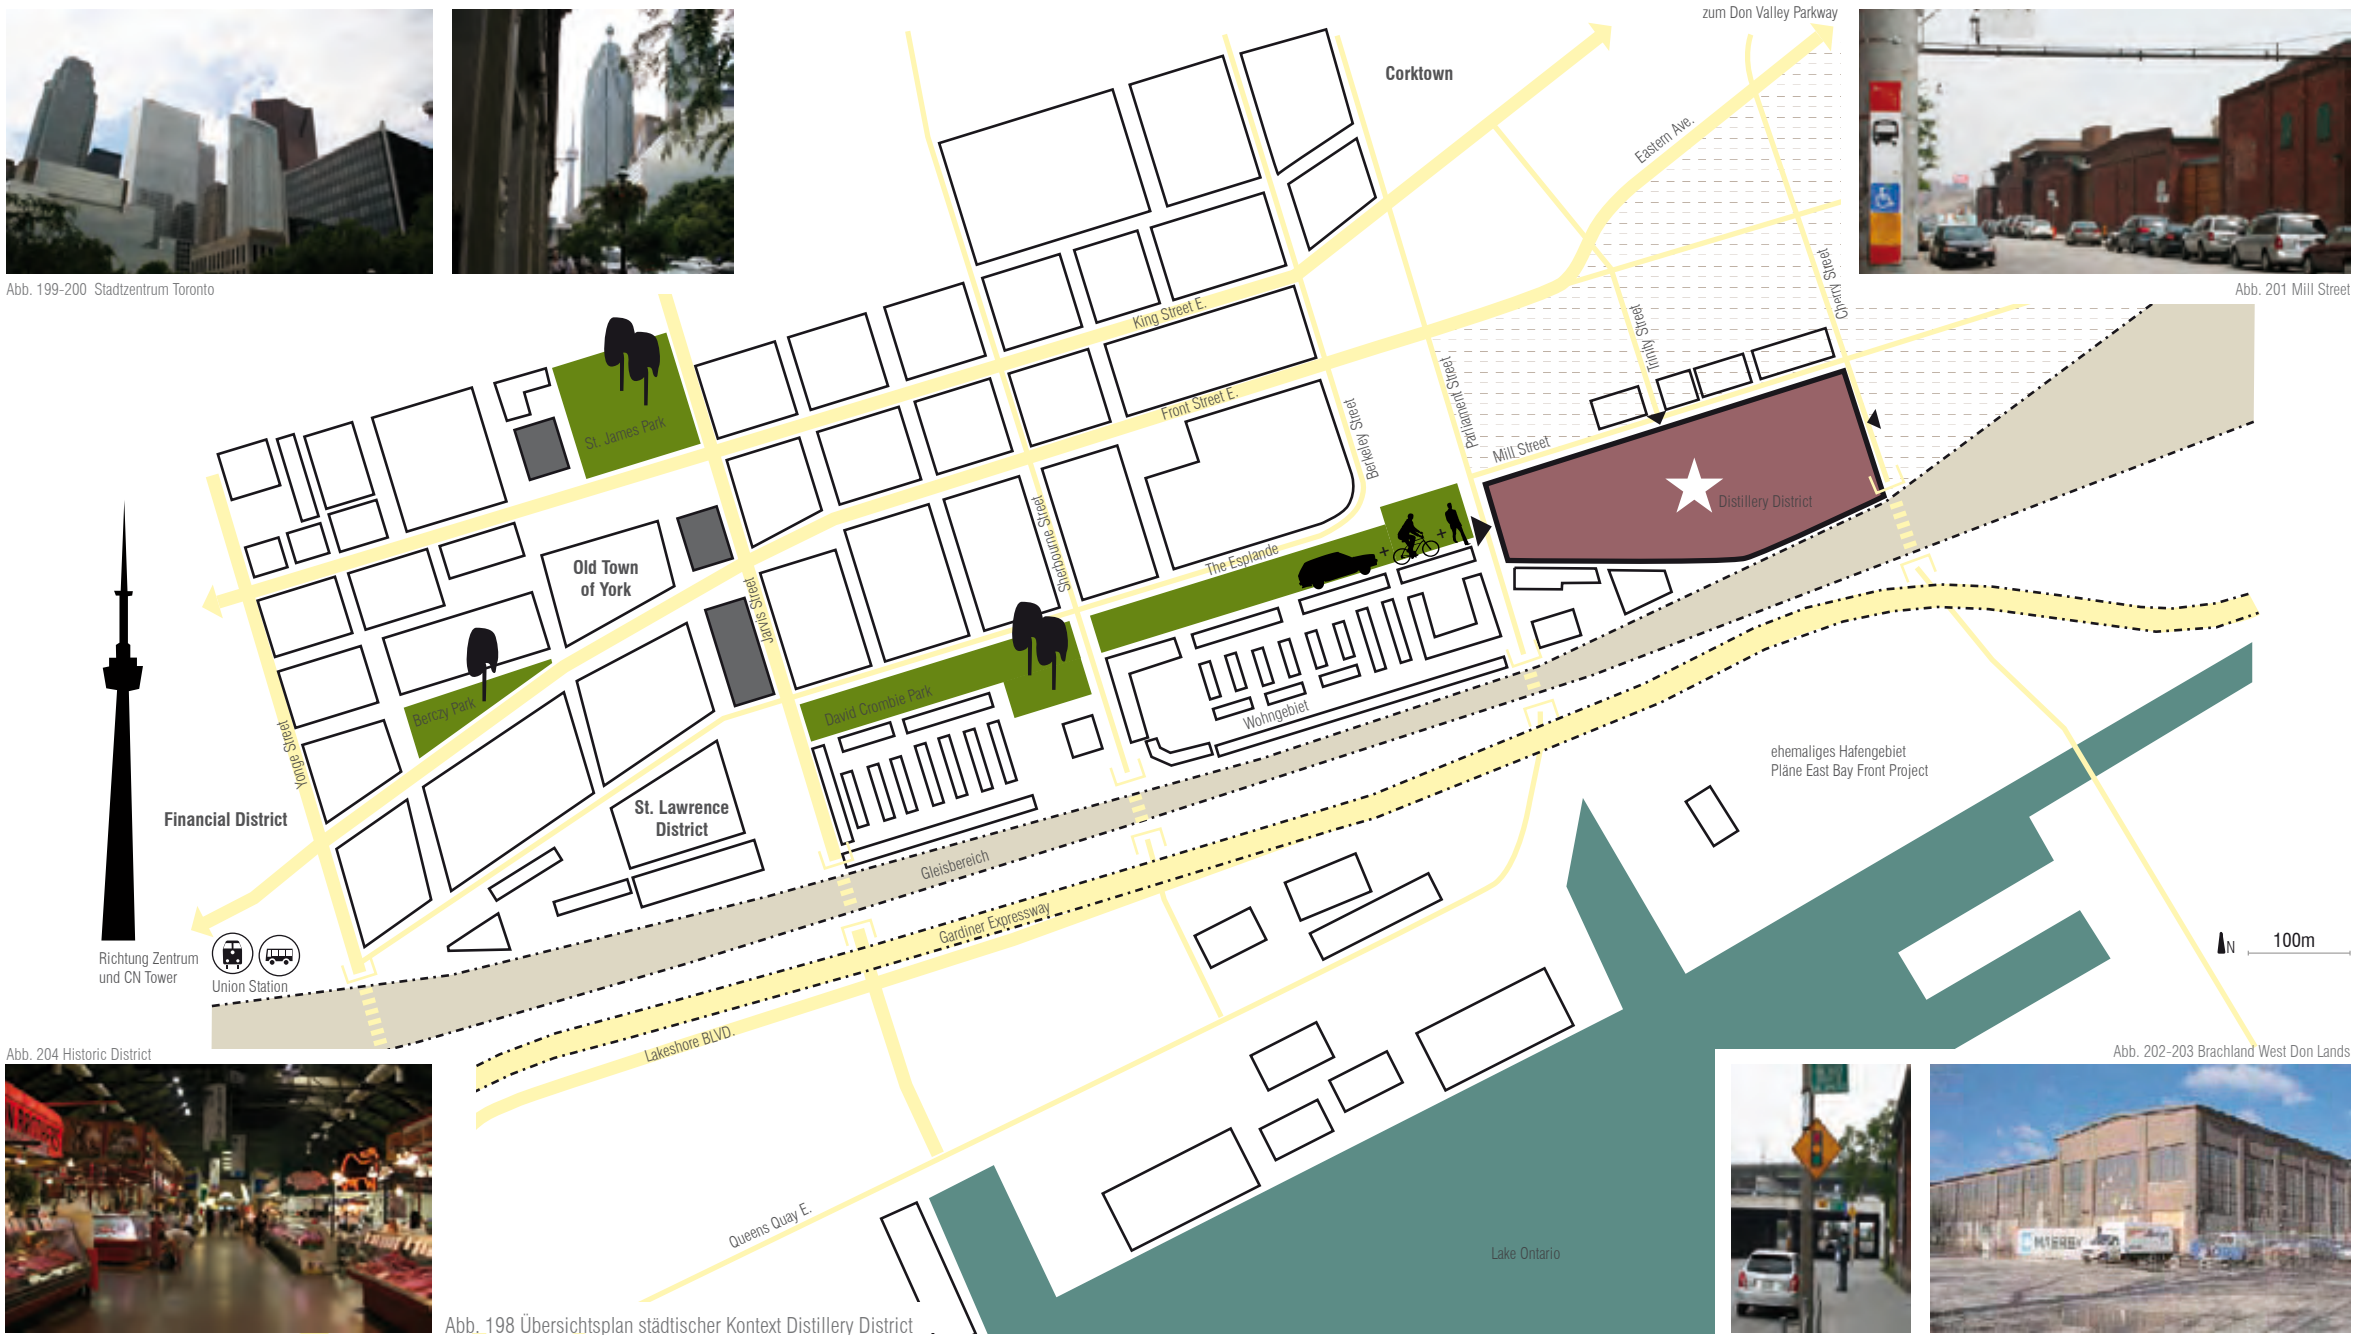 zum Don Valley Parkway
Corktown
Eastern Ave.
Abb. 199-200  Stadtzentrum Toronto
Abb. 201 Mill Street
Cherry Street
King Street E.
Trinity Street
St. James Park
Front Street E.
Berkeley Street
Parliament Street
Mill Street
Distillery District
Old Town
of York
Jarvis Street
Sherbourne Street
The Esplande
+
+
Berczy Park
David Crombie Park
Wohngebiet
Yonge Street
ehemaliges Hafengebiet
Pläne East Bay Front Project
Financial District
St. Lawrence
District
Gleisbereich
Gardiner Expressway
Richtung Zentrum
und CN Tower
Union Station
N
100m
Lakeshore BLVD.
Abb. 204 Historic District
Abb. 202-203 Brachland West Don Lands
Queens Quay E.
Lake Ontario
Abb. 198 Übersichtsplan städtischer Kontext Distillery District